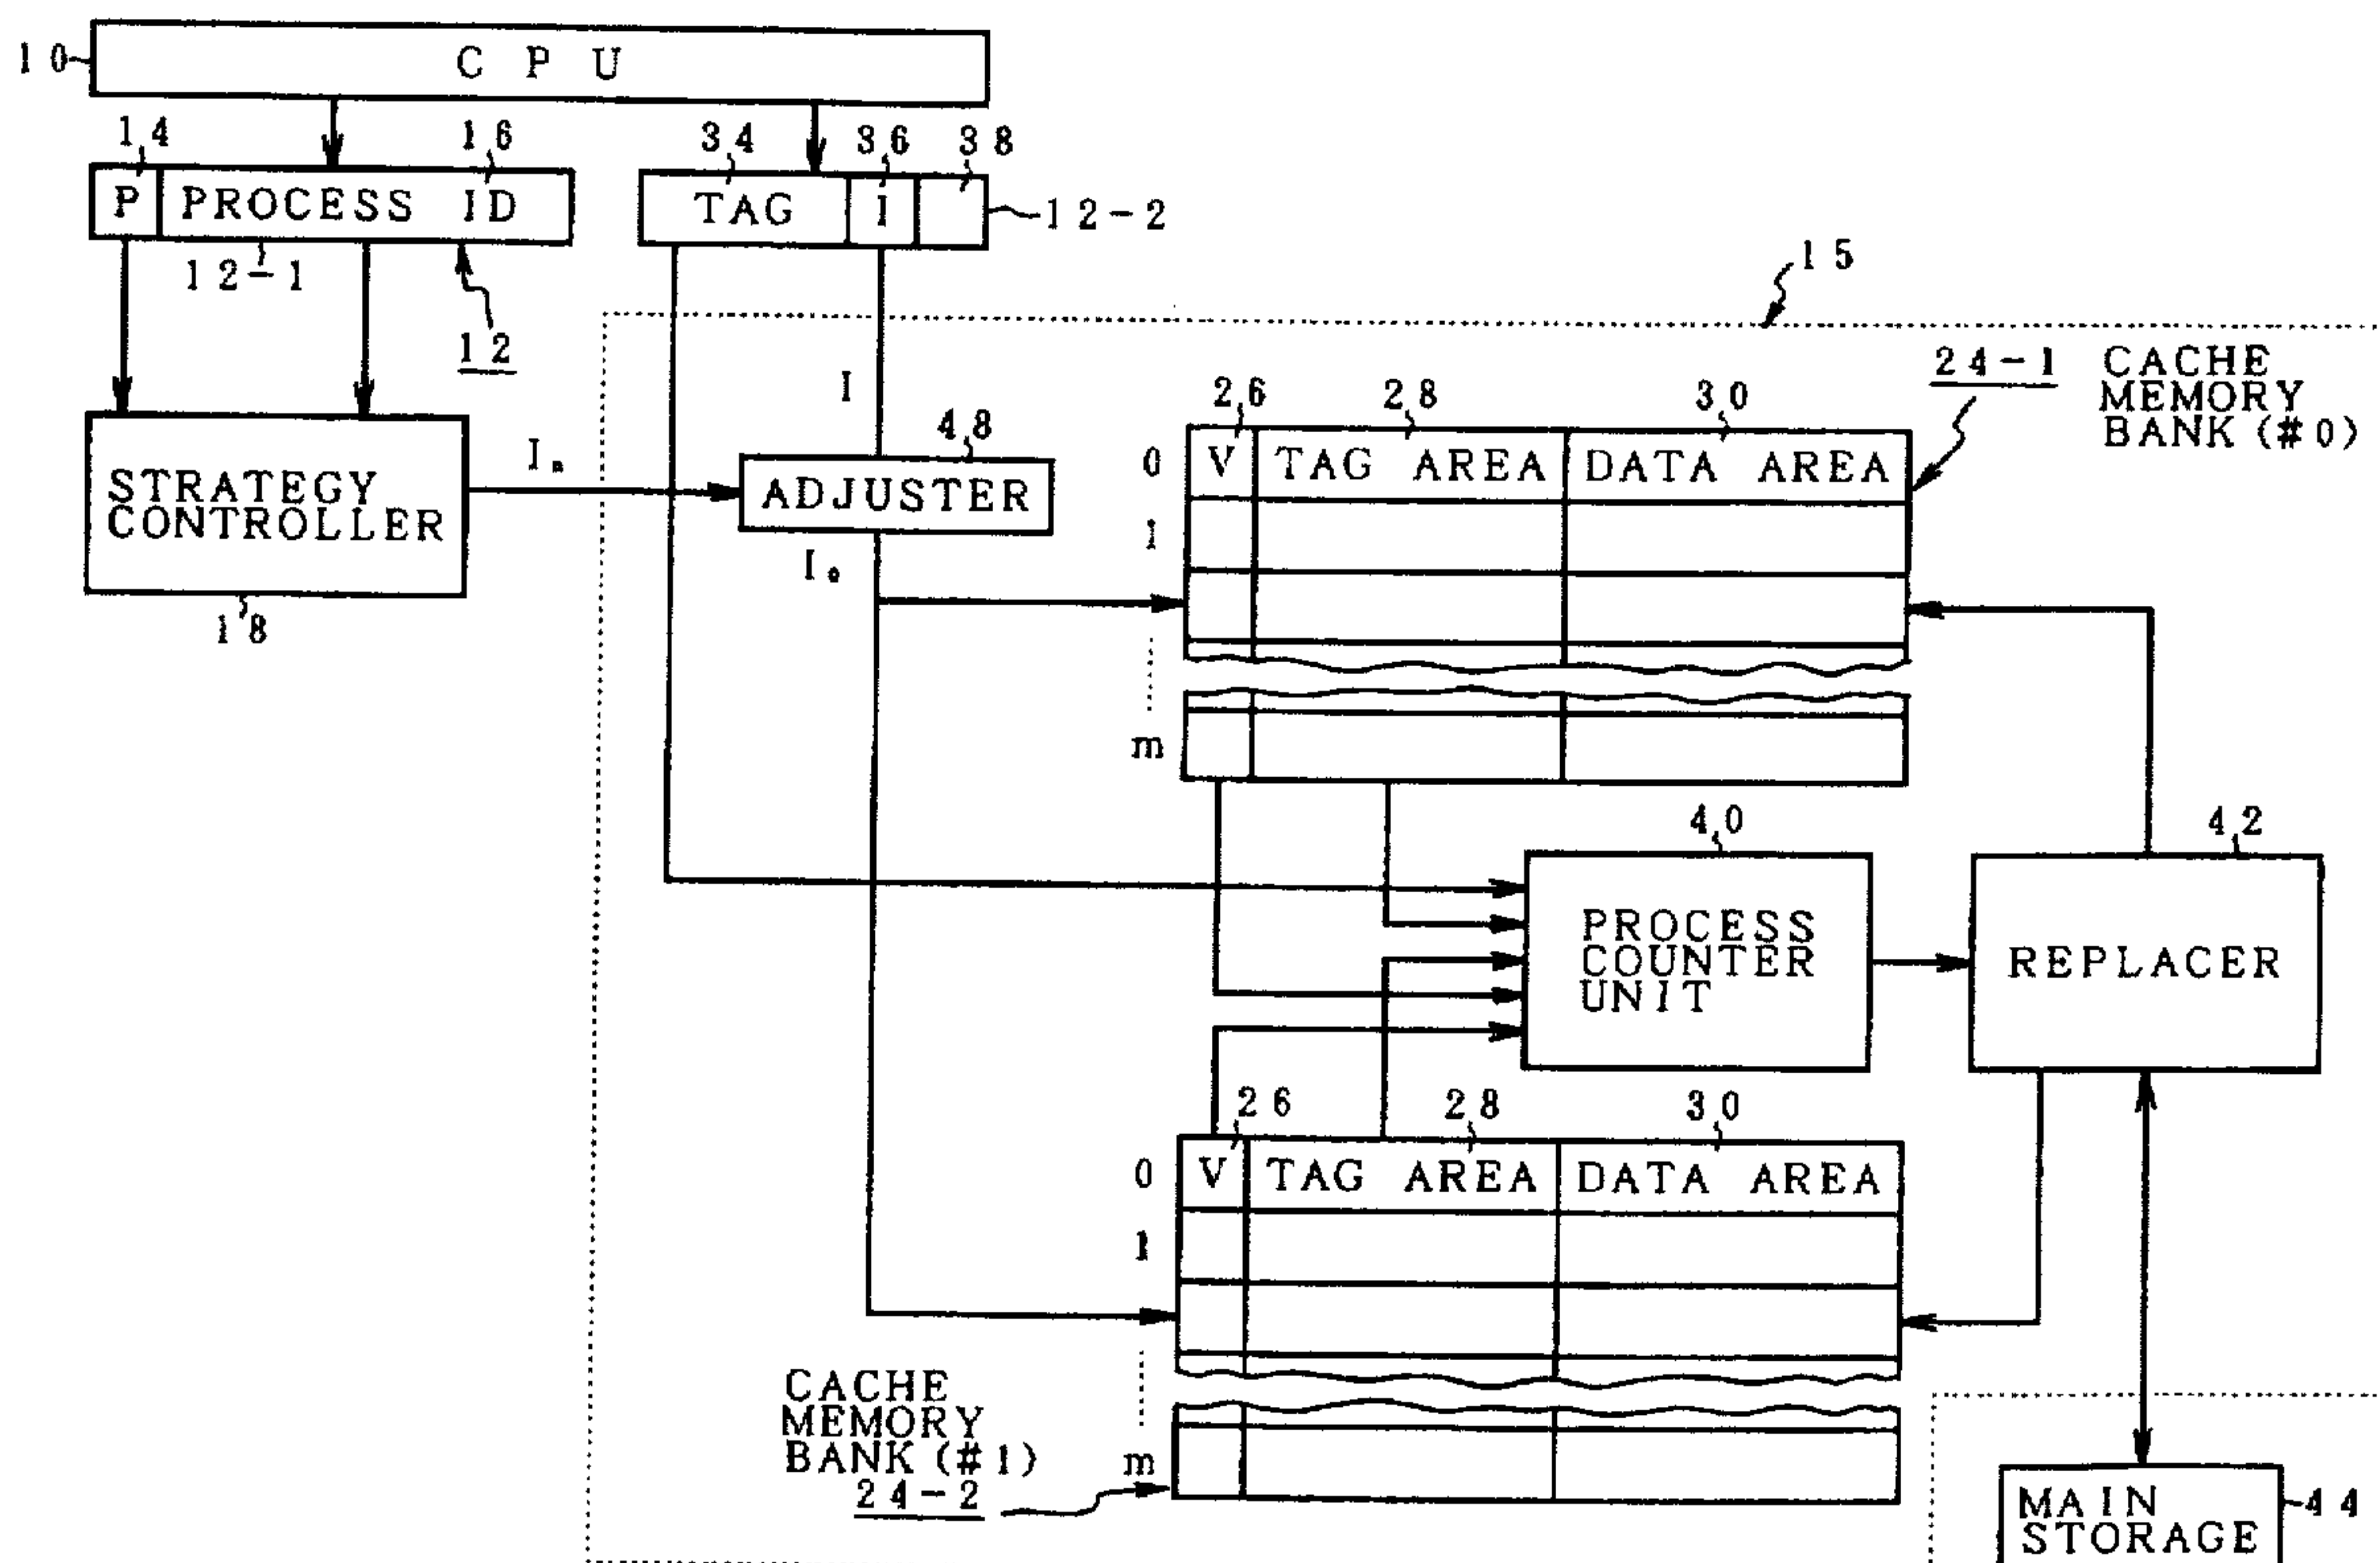 10
C P U
14
16
34
36
38
P
PROCESS ID
TAG
i
12-2
12-1
12
15
I
24-1
CACHE
MEMORY
BANK (#0)
26
28
30
48
STRATEGY
CONTROLLER
ADJUSTER
0
V
TAG AREA
DATA AREA
1
18
m
40
42
PROCESS
COUNTER
UNIT
REPLACER
26
28
30
0
V
TAG AREA
DATA AREA
1
CACHE
MEMORY
BANK (#1)
24-2
m
MAIN
STORAGE
44